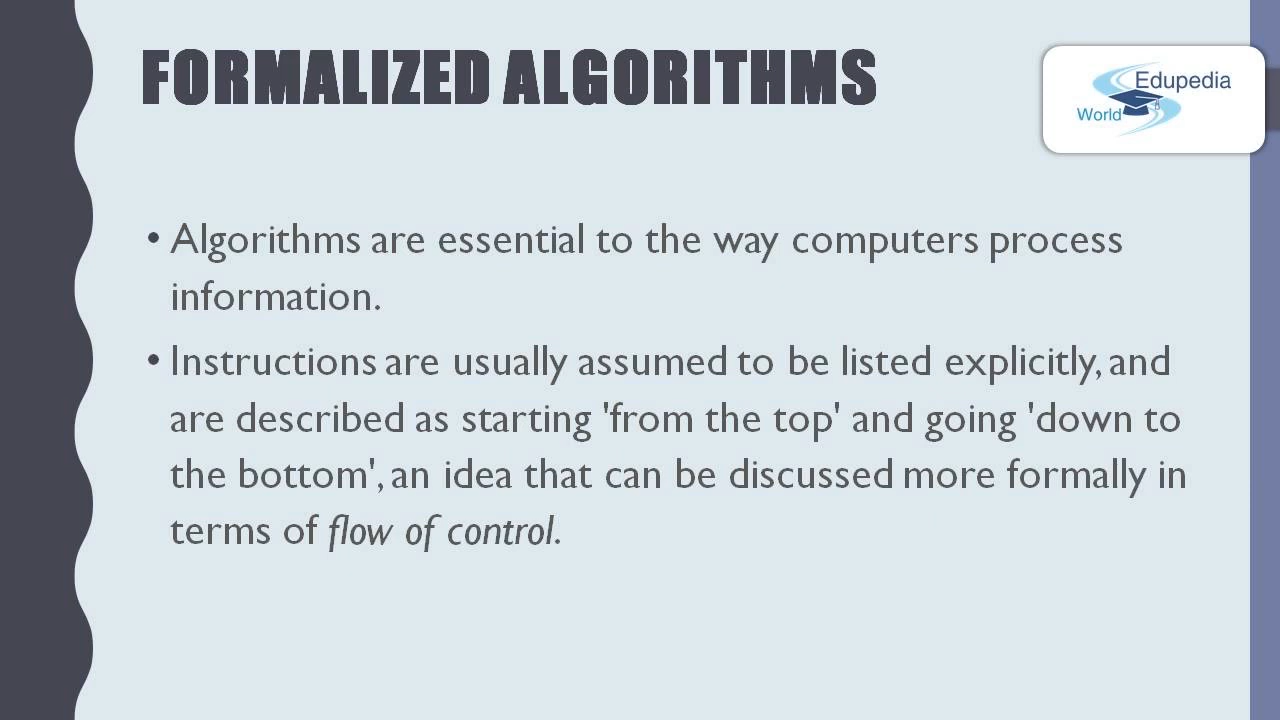 FORMALIZED ALGORITHMS
Edupedia
World
• Algorithms are essential to the way computers process
information.
• Instructions are usually assumed to be listed explicitly, and
are described as starting 'from the top' and going 'down to
the bottom', an idea that can be discussed more formally in
terms of flow of control.